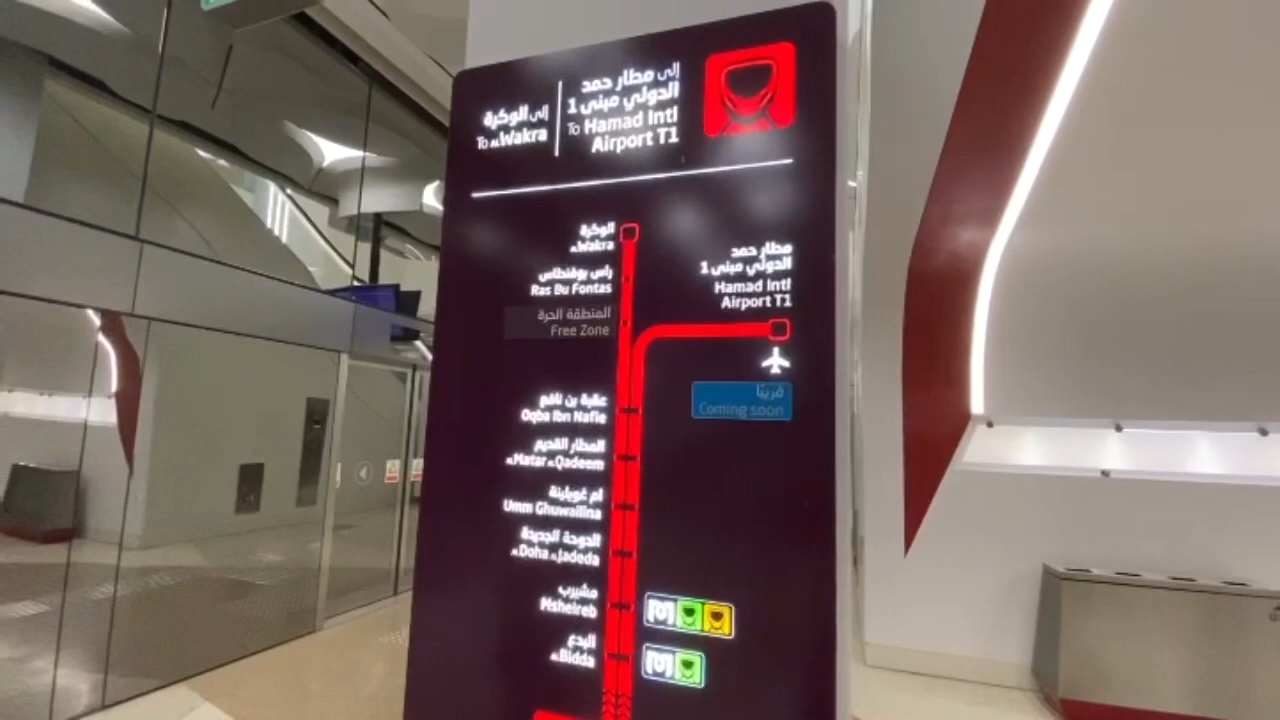 إلى الوكرة
To Al Wakra
إلى مطار حمد
الدولي مبنى 1
To Hamad Intl
Airport T1
الوكرة
Al Wakra
راس بوفنطاس
Ras Bu Fontas
المنطقة الحرة
Free Zone
مطار حمد
الدولي مبنى 1
Hamad Intl
Airport T1
قريبًا
Coming soon
عقبة بن نافع
Oqba Ibn Nafie
المطار القديم
Al Matar Al Qadeem
أم غويلينة
Umm Ghuwailina
الدوحة الجديدة
Al Doha Al Jadeda
مشيرب
Msheireb
البدع
Al Bidda